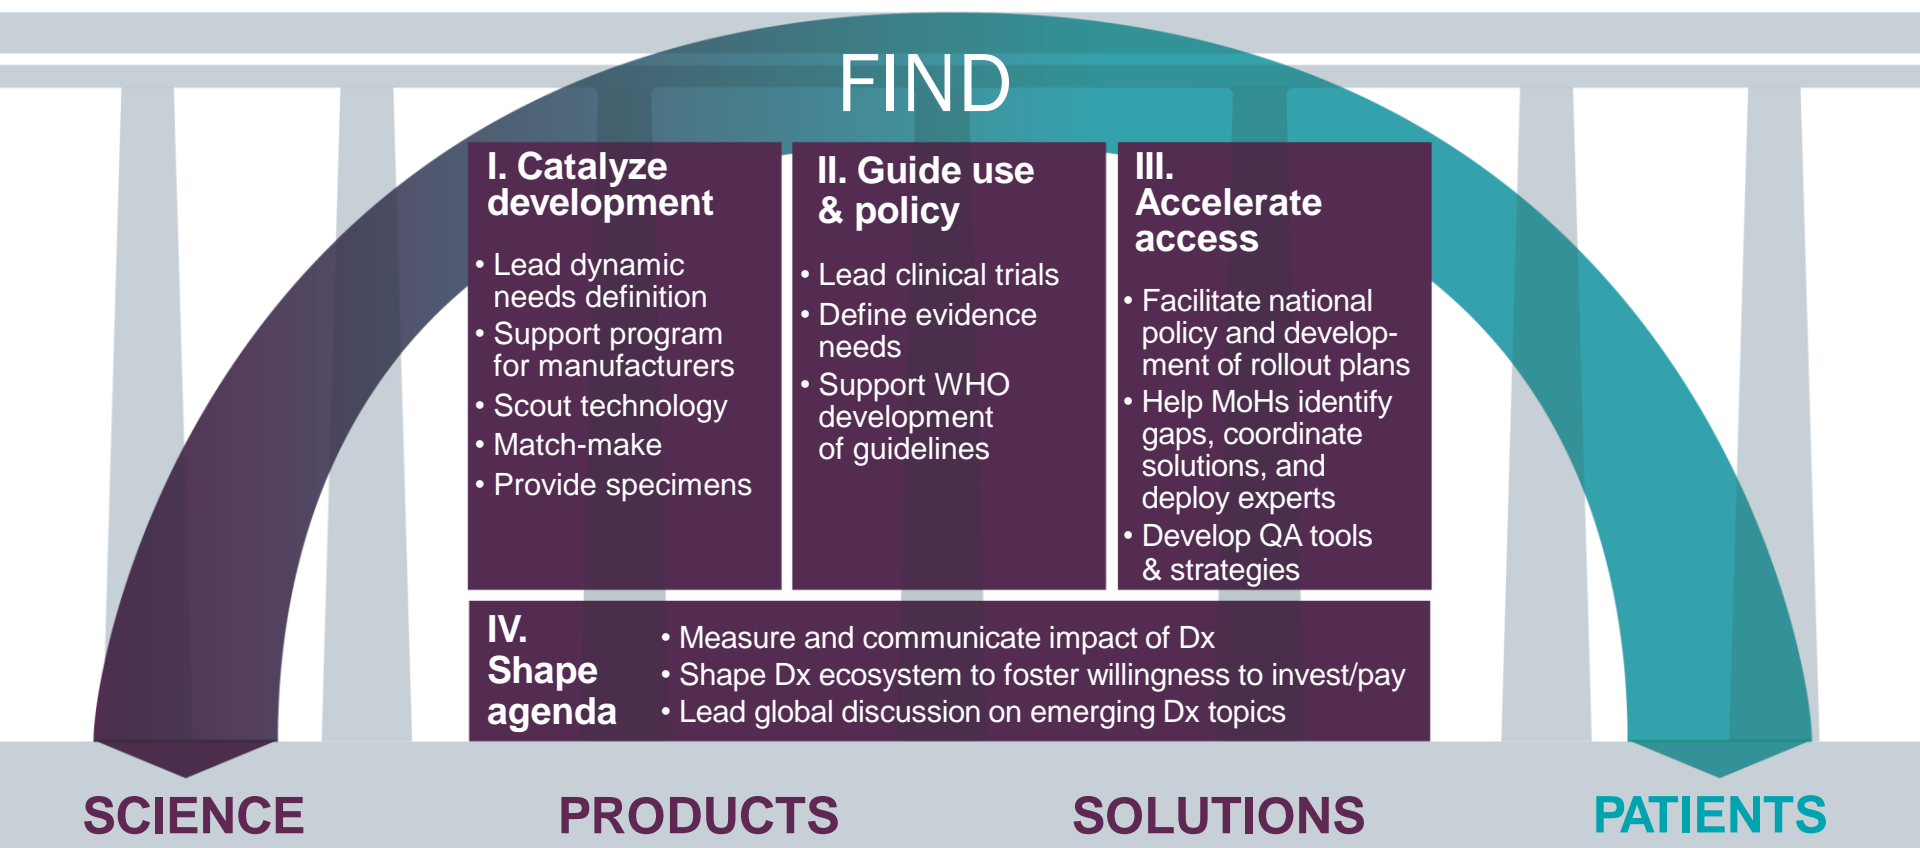 FIND
I. Catalyze
development
• Lead dynamic
needs definition
• Support program
for manufacturers
• Scout technology
• Match-make
• Provide specimens
II. Guide use
& policy
• Lead clinical trials
• Define evidence
needs
• Support WHO
development
of guidelines
III.
Accelerate
access
• Facilitate national
policy and develop-
ment of rollout plans
• Help MoHs identify
gaps, coordinate
solutions, and
deploy experts
• Develop QA tools
& strategies
IV.
Shape
agenda
• Measure and communicate impact of Dx
• Shape Dx ecosystem to foster willingness to invest/pay
• Lead global discussion on emerging Dx topics
SCIENCE PRODUCTS SOLUTIONS PATIENTS